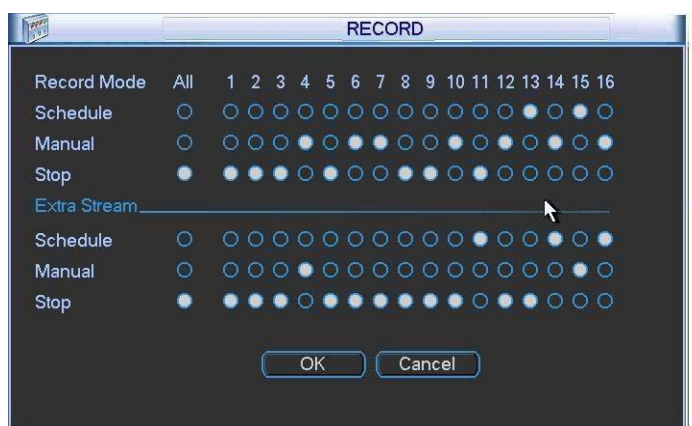 RECORD
Record Mode All 1 2 3 4 5 6 7 8 9 10 11 12 13 14 15 16
Schedule
Manual
Stop
Extra Stream
Schedule
Manual
Stop
OK Cancel